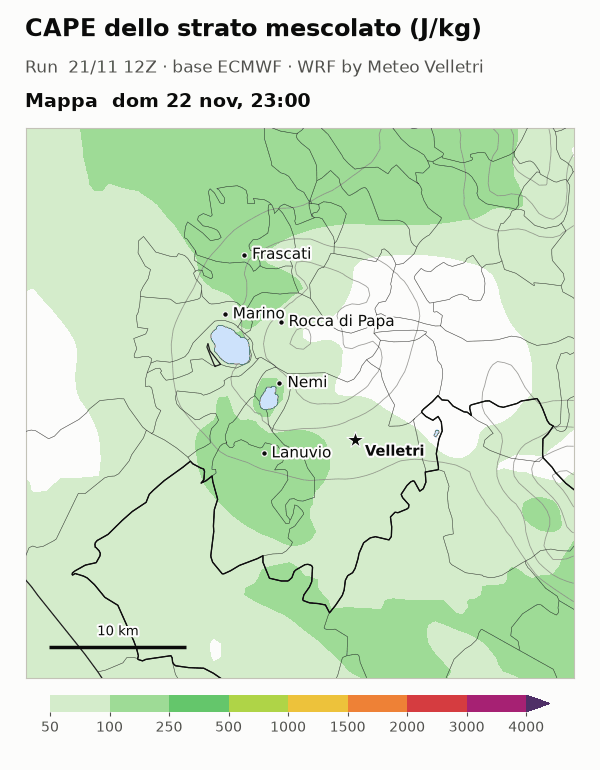 CAPE dello strato mescolato (J/kg)
Run 21/11 12Z · base ECMWF · WRF by Meteo Velletri
Mappa dom 22 nov, 23:00
Frascati
Marino
Rocca di Papa
Nemi
Velletri
Lanuvio
10 km
50 100 250 500 1000 1500 2000 3000 4000